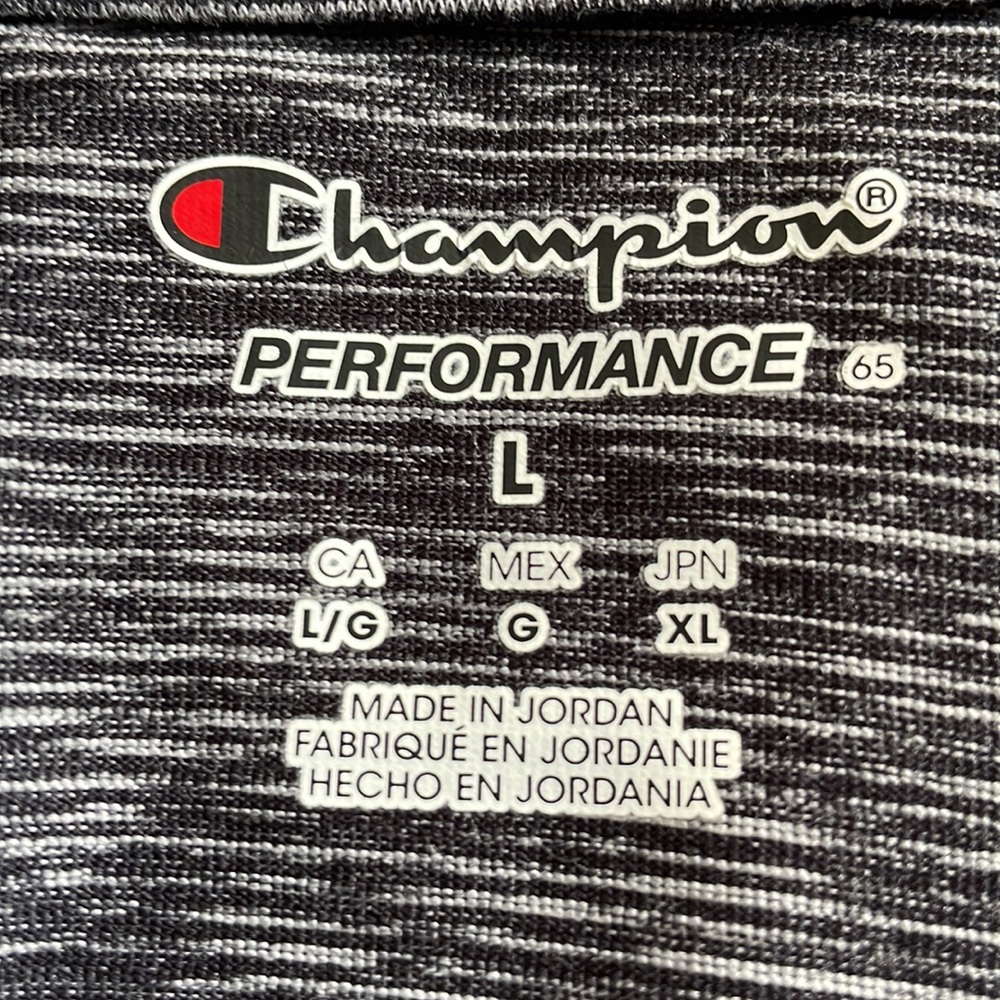 Champion®
PERFORMANCE 65
L
CA MEX JPN
L/G G XL
MADE IN JORDAN
FABRIQUÉ EN JORDANIE
HECHO EN JORDANIA